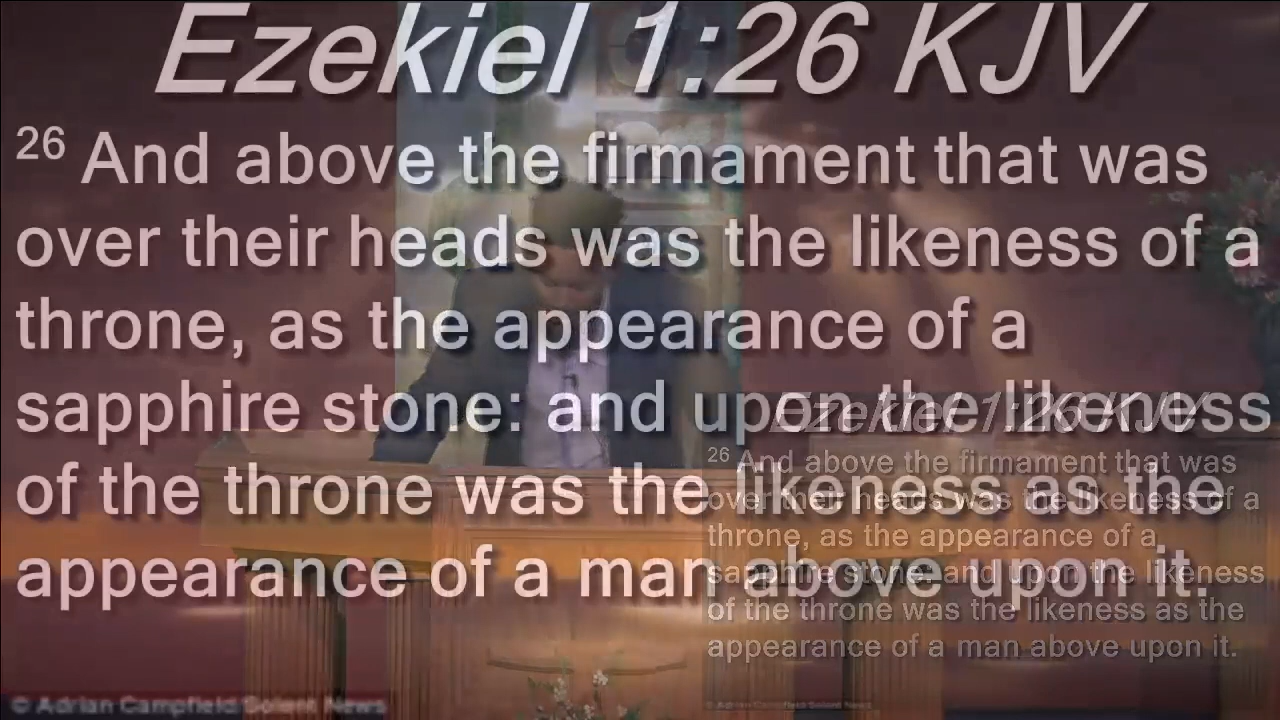 Ezekiel 1:26 KJV
26 And above the firmament that was
over their heads was the likeness of a
throne, as the appearance of a
sapphire stone: and upon the likeness
of the throne was the likeness as the
appearance of a man above upon it.
© Adrian Campfield/Solent News
Ezekiel 1:26 KJV
26 And above the firmament that was
over their heads was the likeness of a
throne, as the appearance of a
sapphire stone: and upon the likeness
of the throne was the likeness as the
appearance of a man above upon it.
© Adrian Campfield/Solent News